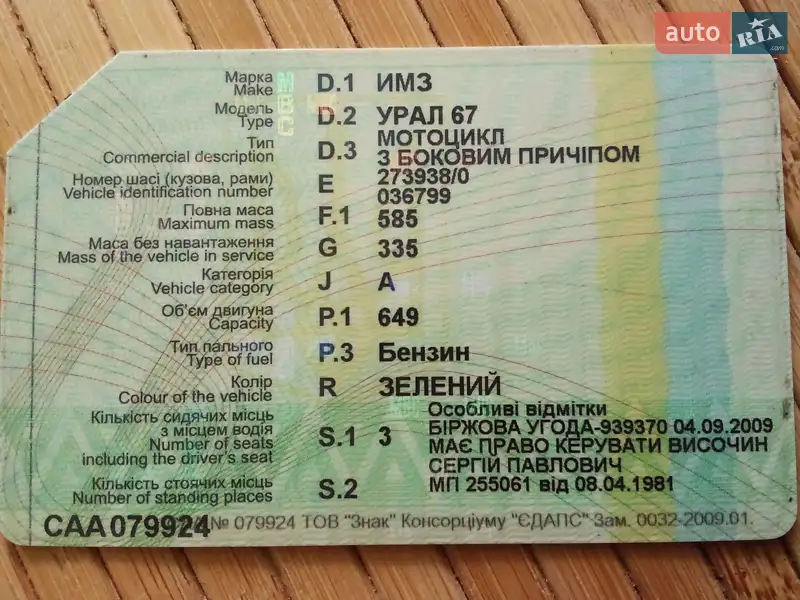 auto RIA .com
Марка D.1 ИМЗ
Make
Модель D.2 УРАЛ 67
Type
Тип D.3 МОТОЦИКЛ
Commercial description З БОКОВИМ ПРИЧІПОМ
Номер шасі (кузова, рами) E 273938/0
Vehicle identification number 036799
Повна маса F.1 585
Maximum mass
Маса без навантаження G 335
Mass of the vehicle in service
Категорія J A
Vehicle category
Об'єм двигуна P.1 649
Capacity
Тип пального P.3 Бензин
Type of fuel
Колір R ЗЕЛЕНИЙ
Colour of the vehicle
Кількість сидячих місць S.1 3
з місцем водія
Number of seats
including the driver's seat
Особливі відмітки
БІРЖОВА УГОДА-939370 04.09.2009
МАЄ ПРАВО КЕРУВАТИ ВИСОЧИН
СЕРГІЙ ПАВЛОВИЧ
МП 255061 від 08.04.1981
Кількість стоячих місць S.2
Number of standing places
САА079924 № 079924 ТОВ "Знак" Консорціуму "ЄДАПС" Зам. 0032-2009.01.